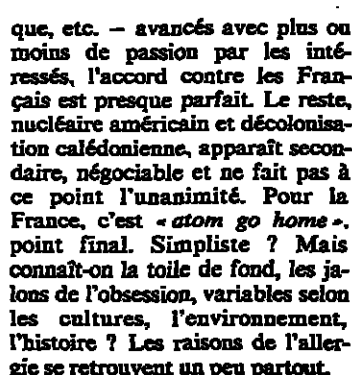 que, etc. — avancés avec plus ou
moins de passion par les inté-
ressés, l'accord contre les Fran-
çais est presque parfait. Le reste,
nucléaire américain et décolonisa-
tion calédonienne, apparaît secon-
daire, négociable et ne fait pas à
ce point l'unanimité. Pour la
France, c'est « atom go home »,
point final. Simpliste ? Mais
connaît-on la toile de fond, les ja-
lons de l'obsession, variables selon
les cultures, l'environnement,
l'histoire ? Les raisons de l'aller-
gie se retrouvent un peu partout.